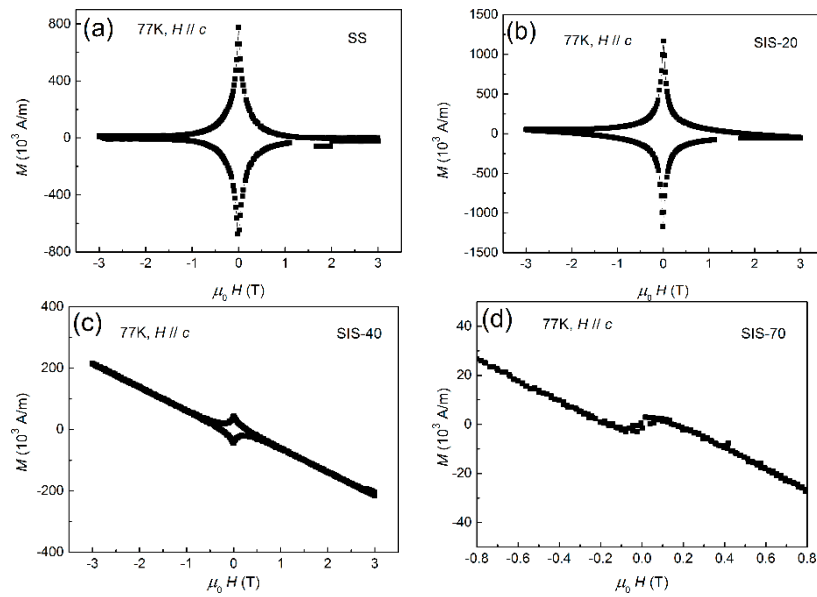 (a)
77K, H // c
SS
M (10³ A/m)
800
400
0
-400
-800
-3 -2 -1 0 1 2 3
μ₀ H (T)
(b)
77K, H // c
SIS-20
M (10³ A/m)
1500
1000
500
0
-500
-1000
-1500
-3 -2 -1 0 1 2 3
μ₀ H (T)
(c)
77K, H // c
SIS-40
M (10³ A/m)
400
200
0
-200
-400
-3 -2 -1 0 1 2 3
μ₀ H (T)
(d)
77K, H // c
SIS-70
M (10³ A/m)
40
20
0
-20
-40
-0.8 -0.6 -0.4 -0.2 0.0 0.2 0.4 0.6 0.8
μ₀ H (T)